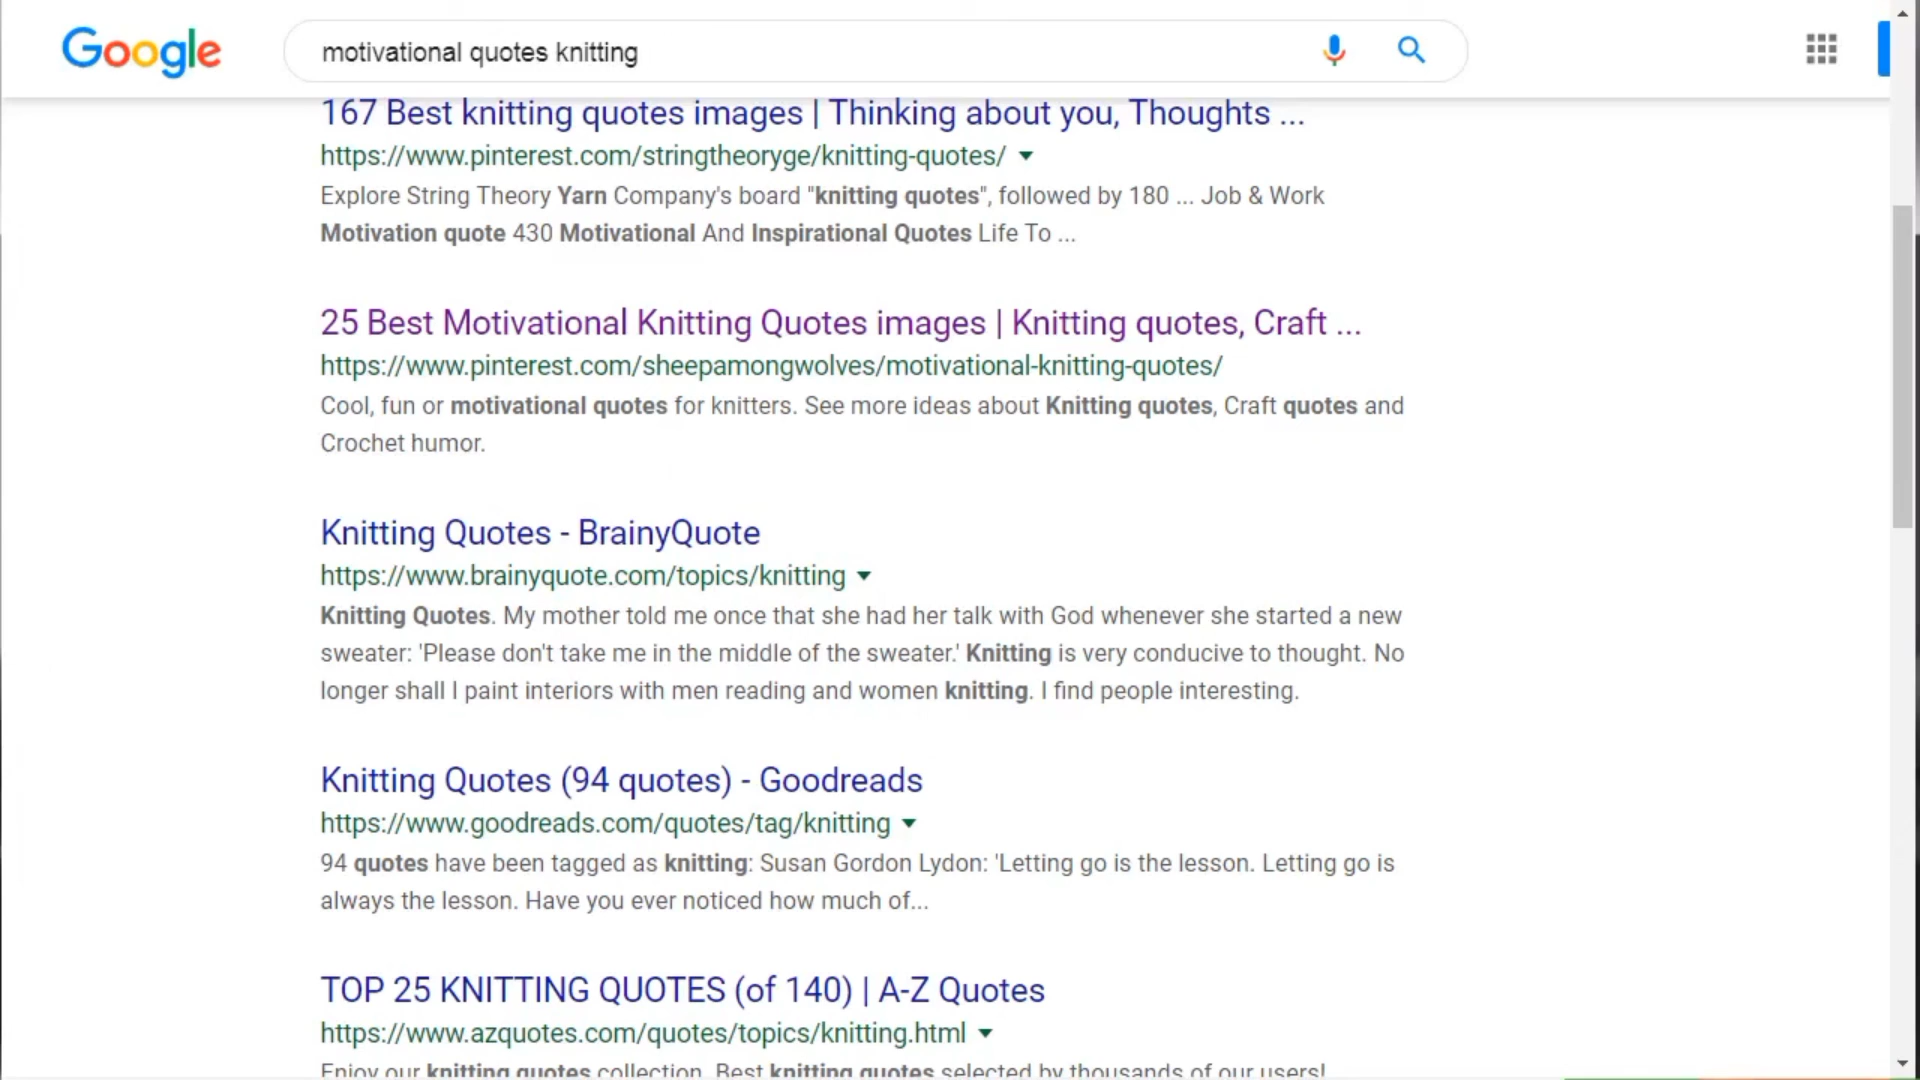 Google
motivational quotes knitting
167 Best knitting quotes images | Thinking about you, Thoughts ...
https://www.pinterest.com/stringtheoryge/knitting-quotes/
Explore String Theory Yarn Company's board "knitting quotes", followed by 180 ... Job & Work
Motivation quote 430 Motivational And Inspirational Quotes Life To ...
25 Best Motivational Knitting Quotes images | Knitting quotes, Craft ...
https://www.pinterest.com/sheepamongwolves/motivational-knitting-quotes/
Cool, fun or motivational quotes for knitters. See more ideas about Knitting quotes, Craft quotes and
Crochet humor.
Knitting Quotes - BrainyQuote
https://www.brainyquote.com/topics/knitting
Knitting Quotes. My mother told me once that she had her talk with God whenever she started a new
sweater: 'Please don't take me in the middle of the sweater.' Knitting is very conducive to thought. No
longer shall I paint interiors with men reading and women knitting. I find people interesting.
Knitting Quotes (94 quotes) - Goodreads
https://www.goodreads.com/quotes/tag/knitting
94 quotes have been tagged as knitting: Susan Gordon Lydon: 'Letting go is the lesson. Letting go is
always the lesson. Have you ever noticed how much of...
TOP 25 KNITTING QUOTES (of 140) | A-Z Quotes
https://www.azquotes.com/quotes/topics/knitting.html
Enjoy our knitting quotes collection. Best knitting quotes selected by thousands of our users!